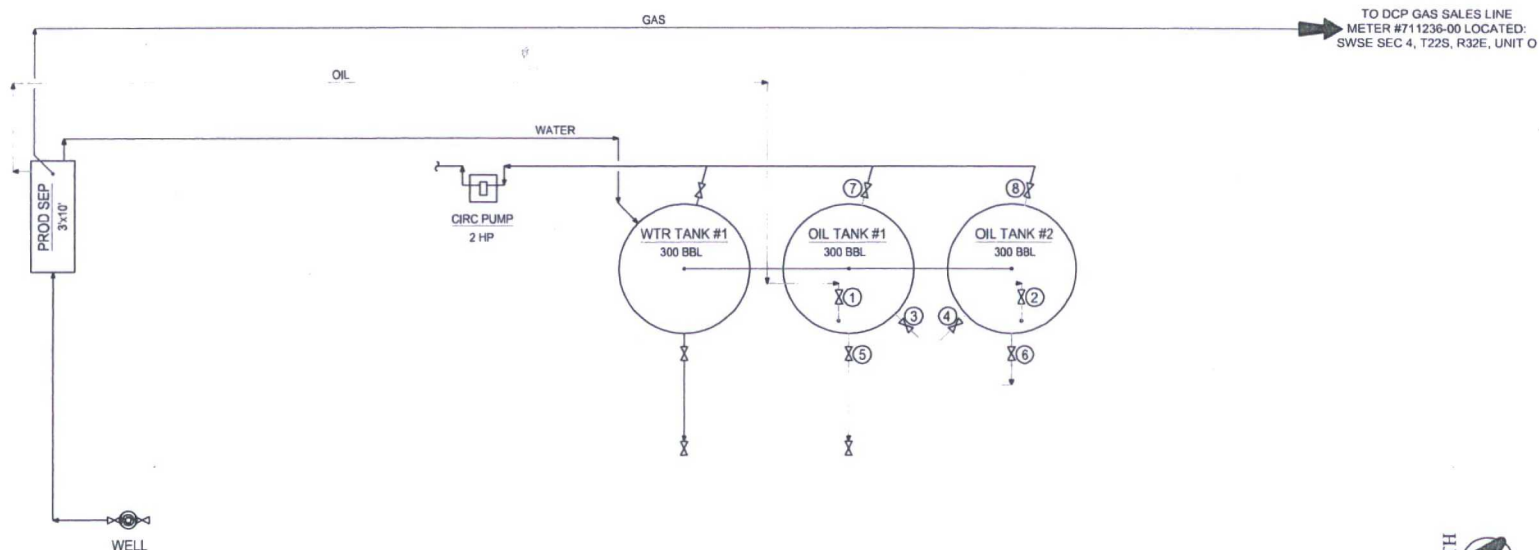 GAS
TO DCP GAS SALES LINE
METER #711236-00 LOCATED:
SWSE SEC 4, T22S, R32E, UNIT O
OIL
WATER
PROD SEP
3'x10'
CIRC PUMP
2 HP
7
8
WTR TANK #1
300 BBL
OIL TANK #1
300 BBL
OIL TANK #2
300 BBL
1
2
3
4
5
6
WELL